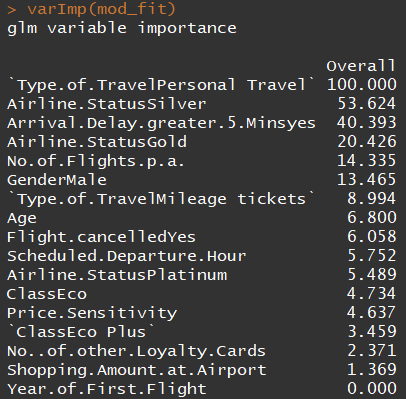 > varImp(mod_fit)
glm variable importance
Overall
`Type.of.TravelPersonal Travel` 100.000
Airline.StatusSilver 53.624
Arrival.Delay.greater.5.Minsyes 40.393
Airline.StatusGold 20.426
No.of.Flights.p.a. 14.335
GenderMale 13.465
`Type.of.TravelMileage tickets` 8.994
Age 6.800
Flight.cancelledYes 6.058
Scheduled.Departure.Hour 5.752
Airline.StatusPlatinum 5.489
ClassEco 4.734
Price.Sensitivity 4.637
`ClassEco Plus` 3.459
No..of.other.Loyalty.Cards 2.371
Shopping.Amount.at.Airport 1.369
Year.of.First.Flight 0.000